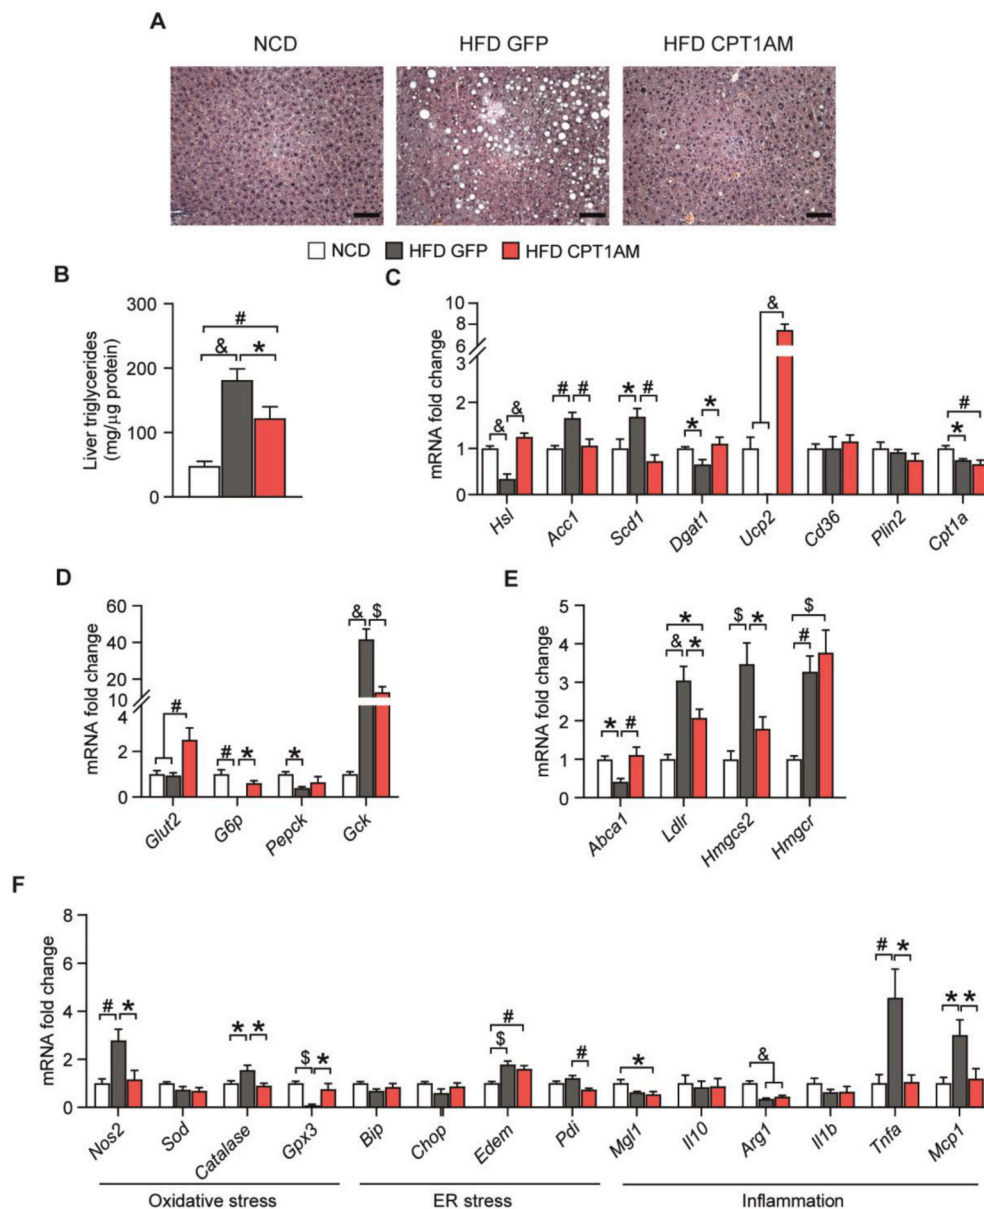 A
NCD HFD GFP HFD CPT1AM
NCD HFD GFP HFD CPT1AM
B
Liver triglycerides
(mg/µg protein)
300
200
100
0
#
& *
C
mRNA fold change
10
8
6
3
2
1
0
& & # # * # * * & # *
Hsl Acc1 Scd1 Dgat1 Ucp2 Cd36 Plin2 Cpt1a
D
mRNA fold change
60
40
20
10
4
2
0
# # * * & $
Glut2 G6p Pepck Gck
E
mRNA fold change
5
4
3
2
1
0
* # * & * $ * $ #
Abca1 Ldlr Hmgcs2 Hmgcr
F
mRNA fold change
8
6
4
2
0
# * * * $ * # $ # * & # * * *
Nos2 Sod Catalase Gpx3 Bip Chop Edem Pdi Mgl1 Il10 Arg1 Il1b Tnfa Mcp1
Oxidative stress ER stress Inflammation